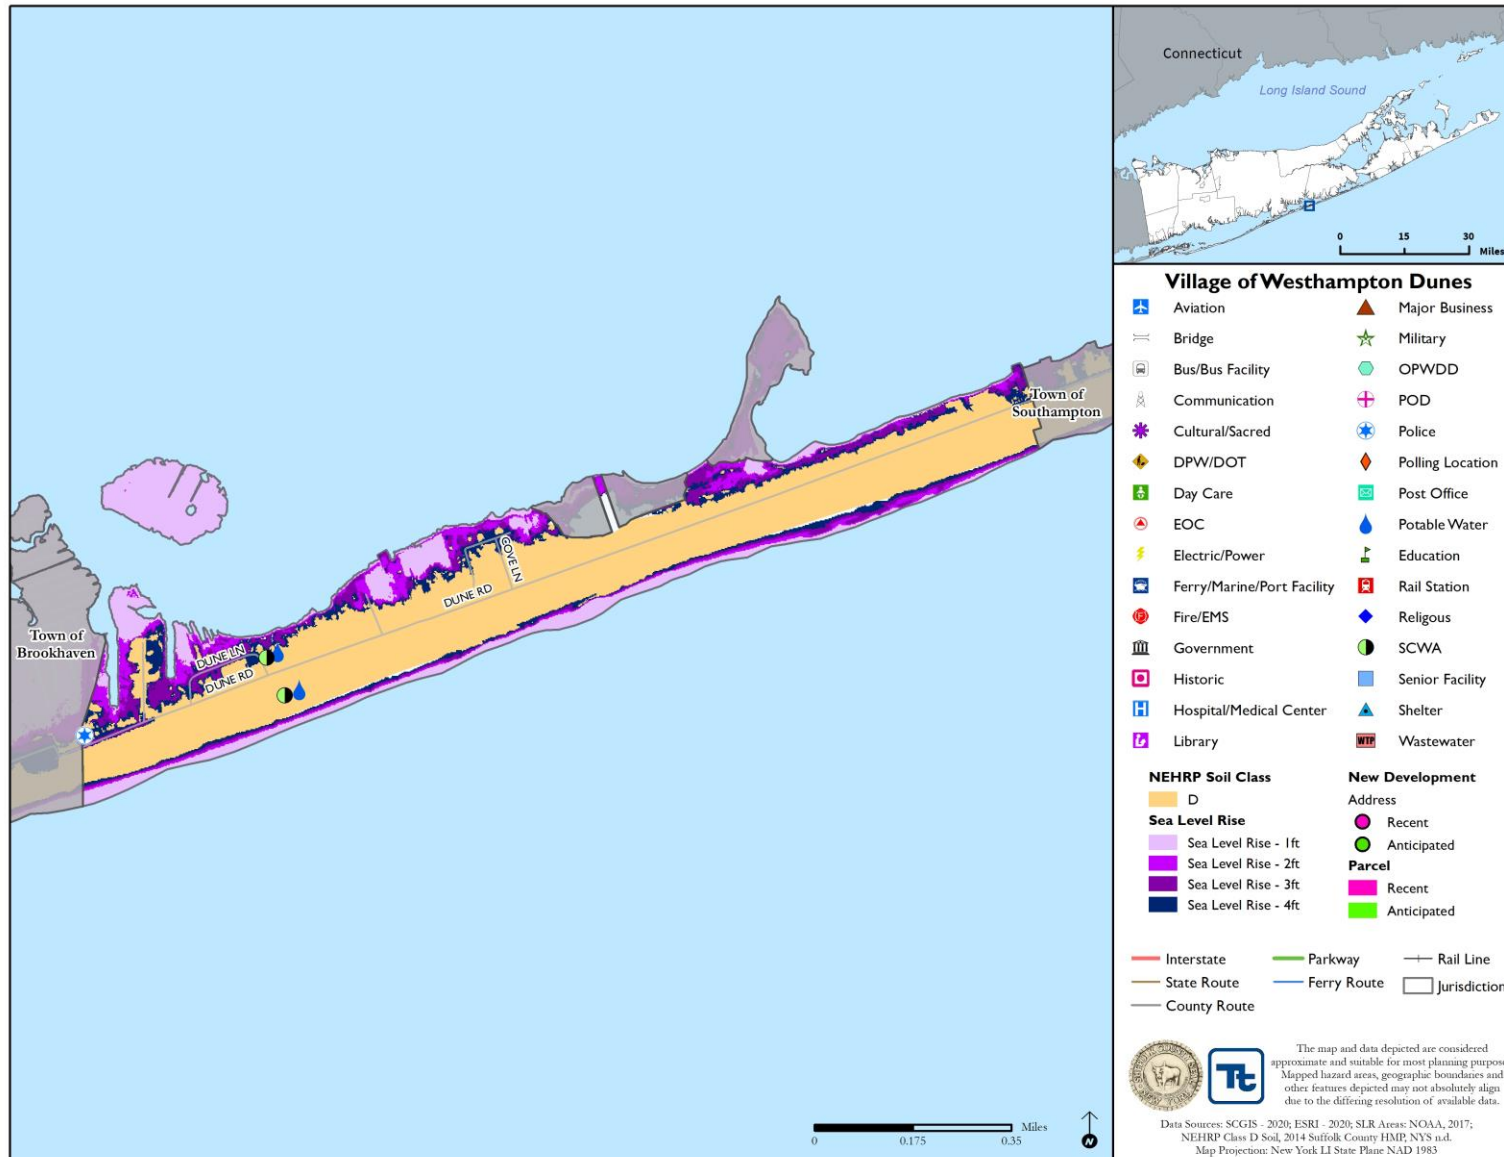 Connecticut
Long Island Sound
0 15 30
Miles
Village of Westhampton Dunes
Aviation
Bridge
Bus/Bus Facility
Communication
Cultural/Sacred
DPW/DOT
Day Care
EOC
Electric/Power
Ferry/Marine/Port Facility
Fire/EMS
Government
Historic
Hospital/Medical Center
Library
Major Business
Military
OPWDD
POD
Police
Polling Location
Post Office
Potable Water
Education
Rail Station
Religous
SCWA
Senior Facility
Shelter
WTP Wastewater
NEHRP Soil Class
D
Sea Level Rise
Sea Level Rise - 1ft
Sea Level Rise - 2ft
Sea Level Rise - 3ft
Sea Level Rise - 4ft
New Development
Address
Recent
Anticipated
Parcel
Recent
Anticipated
Interstate
State Route
County Route
Parkway
Ferry Route
Rail Line
Jurisdiction
Tt
The map and data depicted are considered
approximate and suitable for most planning purpose
Mapped hazard areas, geographic boundaries and
other features depicted may not absolutely align
due to the differing resolution of available data.
Data Sources: SCGIS - 2020; ESRI - 2020; SLR Areas: NOAA, 2017;
NEHRP Class D Soil, 2014 Suffolk County HMP, NYS n.d.
Map Projection: New York LI State Plane NAD 1983
Town of
Southampton
COVE LN
DUNE RD
Town of
Brookhaven
DUNE LN
DUNE RD
Miles
0 0.175 0.35
N